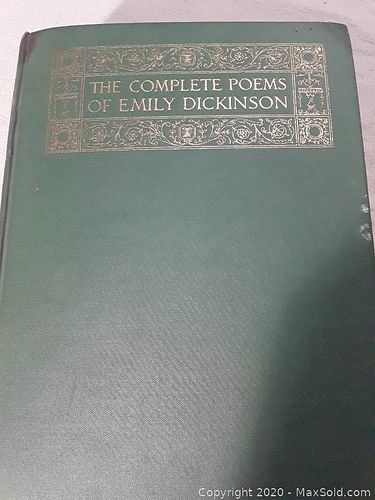 THE COMPLETE POEMS
OF EMILY DICKINSON
Copyright © 2020 - MaxSold.com